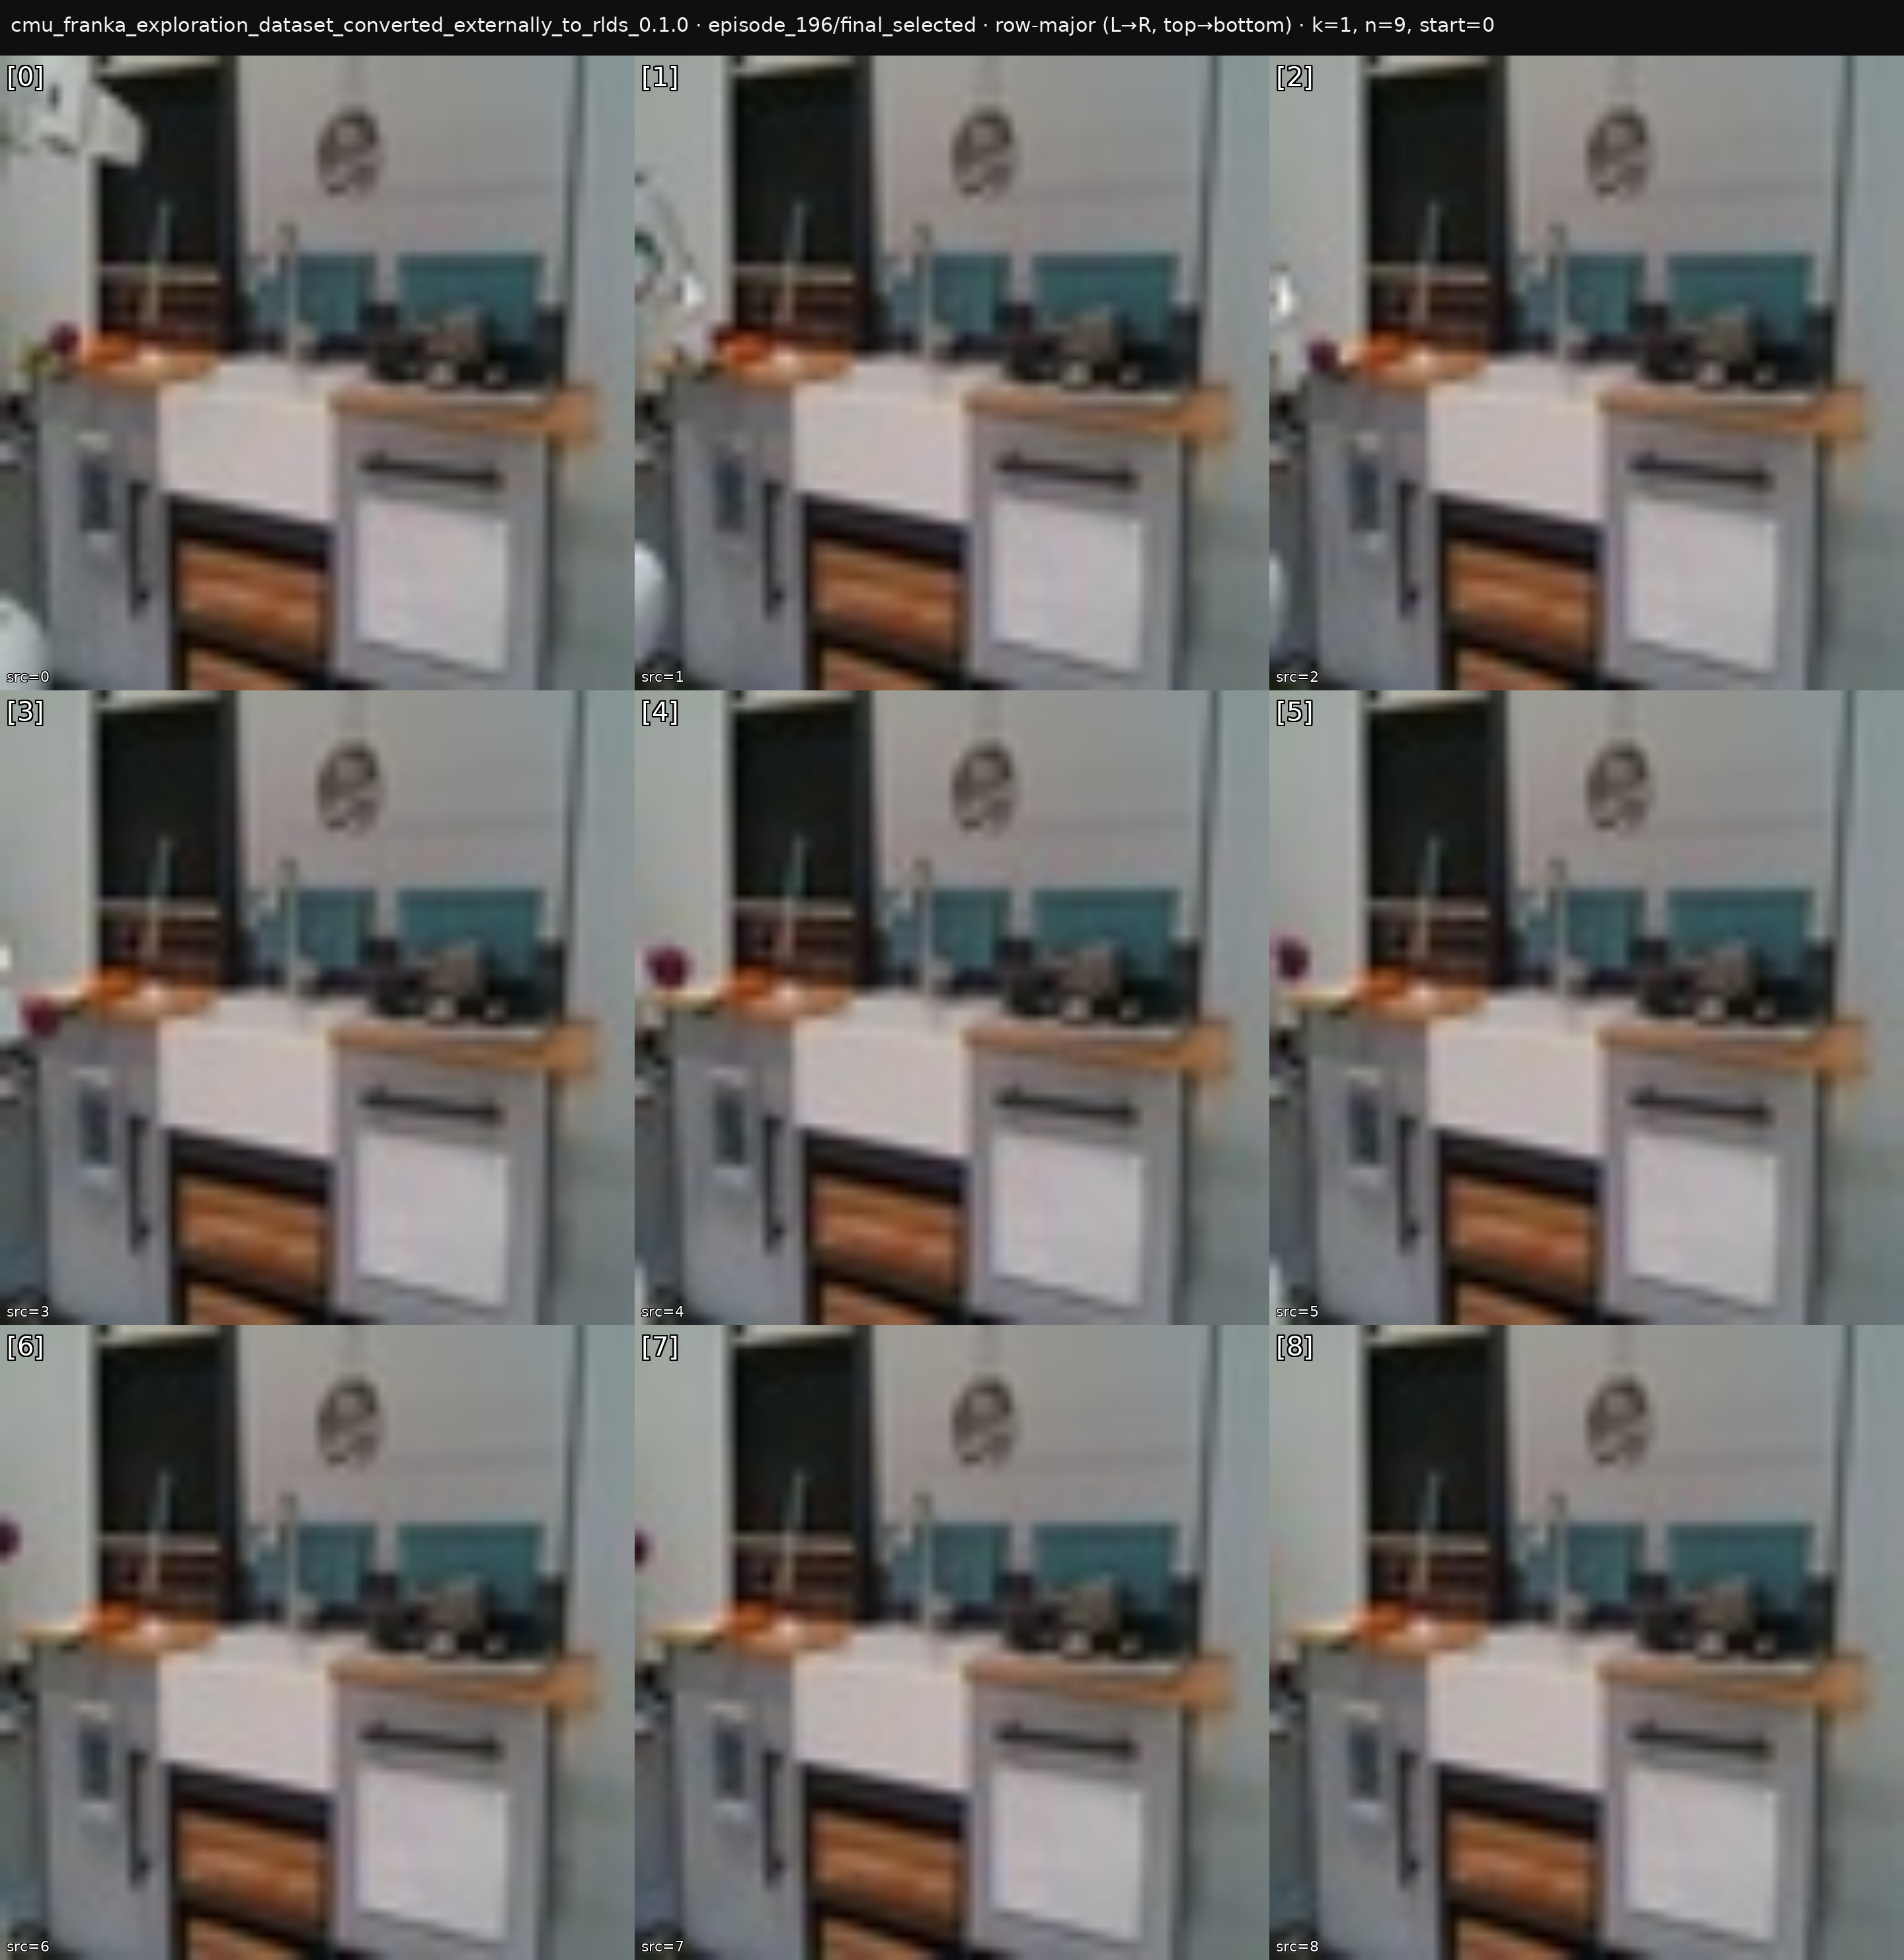 cmu_franka_exploration_dataset_converted_externally_to_rlds_0.1.0 · episode_196/final_selected · row-major (L→R, top→bottom) · k=1, n=9, start=0
[0]
[1]
[2]
src=0
src=1
src=2
[3]
[4]
[5]
src=3
src=4
src=5
[6]
[7]
[8]
src=6
src=7
src=8